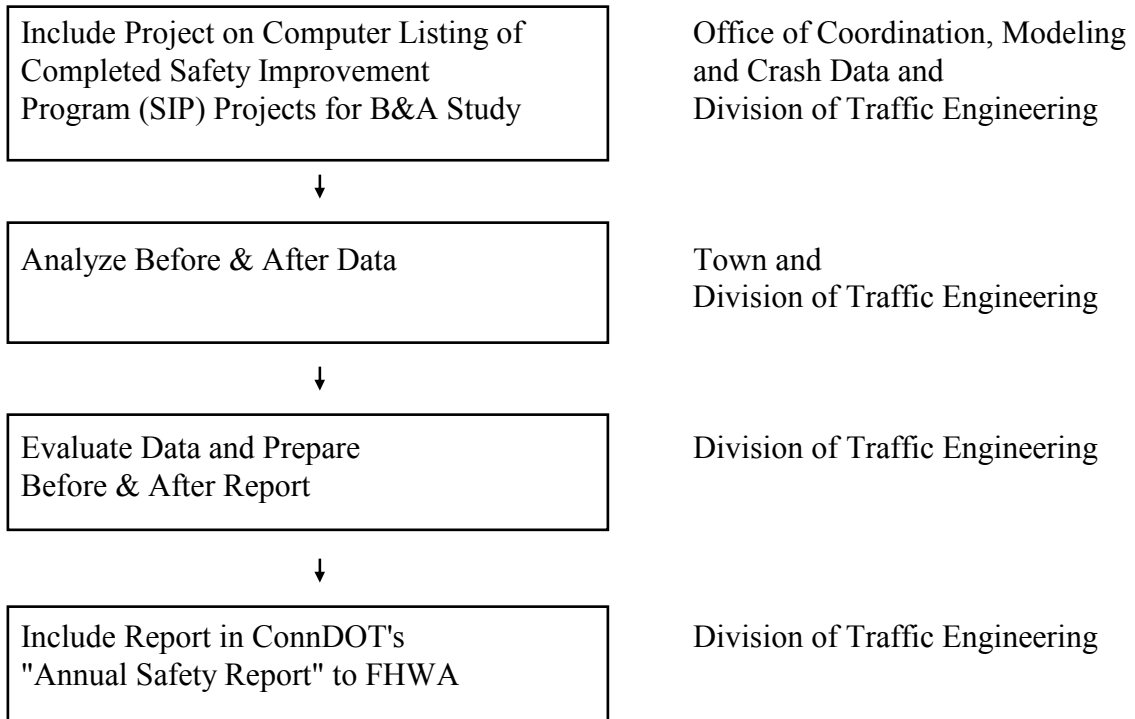 Include Project on Computer Listing of
Completed Safety Improvement
Program (SIP) Projects for B&A Study
Office of Coordination, Modeling
and Crash Data and
Division of Traffic Engineering
Analyze Before & After Data
Town and
Division of Traffic Engineering
Evaluate Data and Prepare
Before & After Report
Division of Traffic Engineering
Include Report in ConnDOT's
"Annual Safety Report" to FHWA
Division of Traffic Engineering